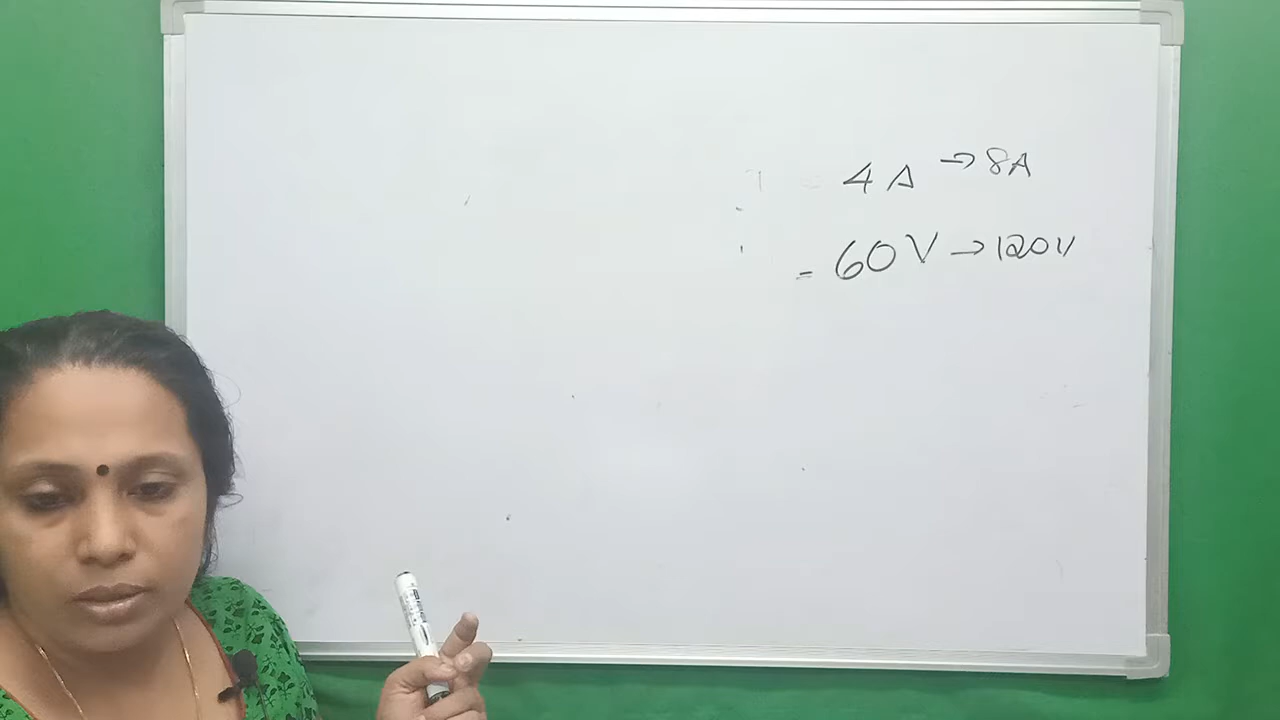 4A → 8A
= 60V → 120V